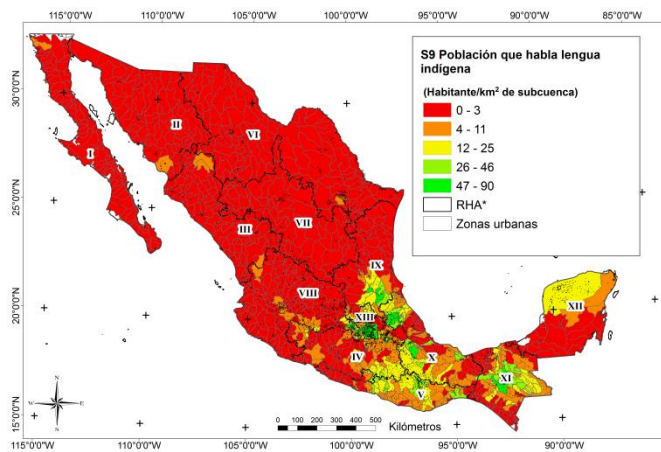 115°0'0"W
110°0'0"W
105°0'0"W
100°0'0"W
95°0'0"W
90°0'0"W
85°0'0"W
30°0'0"N
25°0'0"N
20°0'0"N
15°0'0"N
S9 Población que habla lengua
indígena
(Habitante/km² de subcuenca)
0 - 3
4 - 11
12 - 25
26 - 46
47 - 90
RHA*
Zonas urbanas
I
II
VI
III
VII
IX
VIII
XIII
XII
IV
X
XI
V
N
W
E
S
0 100 200 300 400 500
Kilómetros
115°0'0"W
110°0'0"W
105°0'0"W
100°0'0"W
95°0'0"W
90°0'0"W